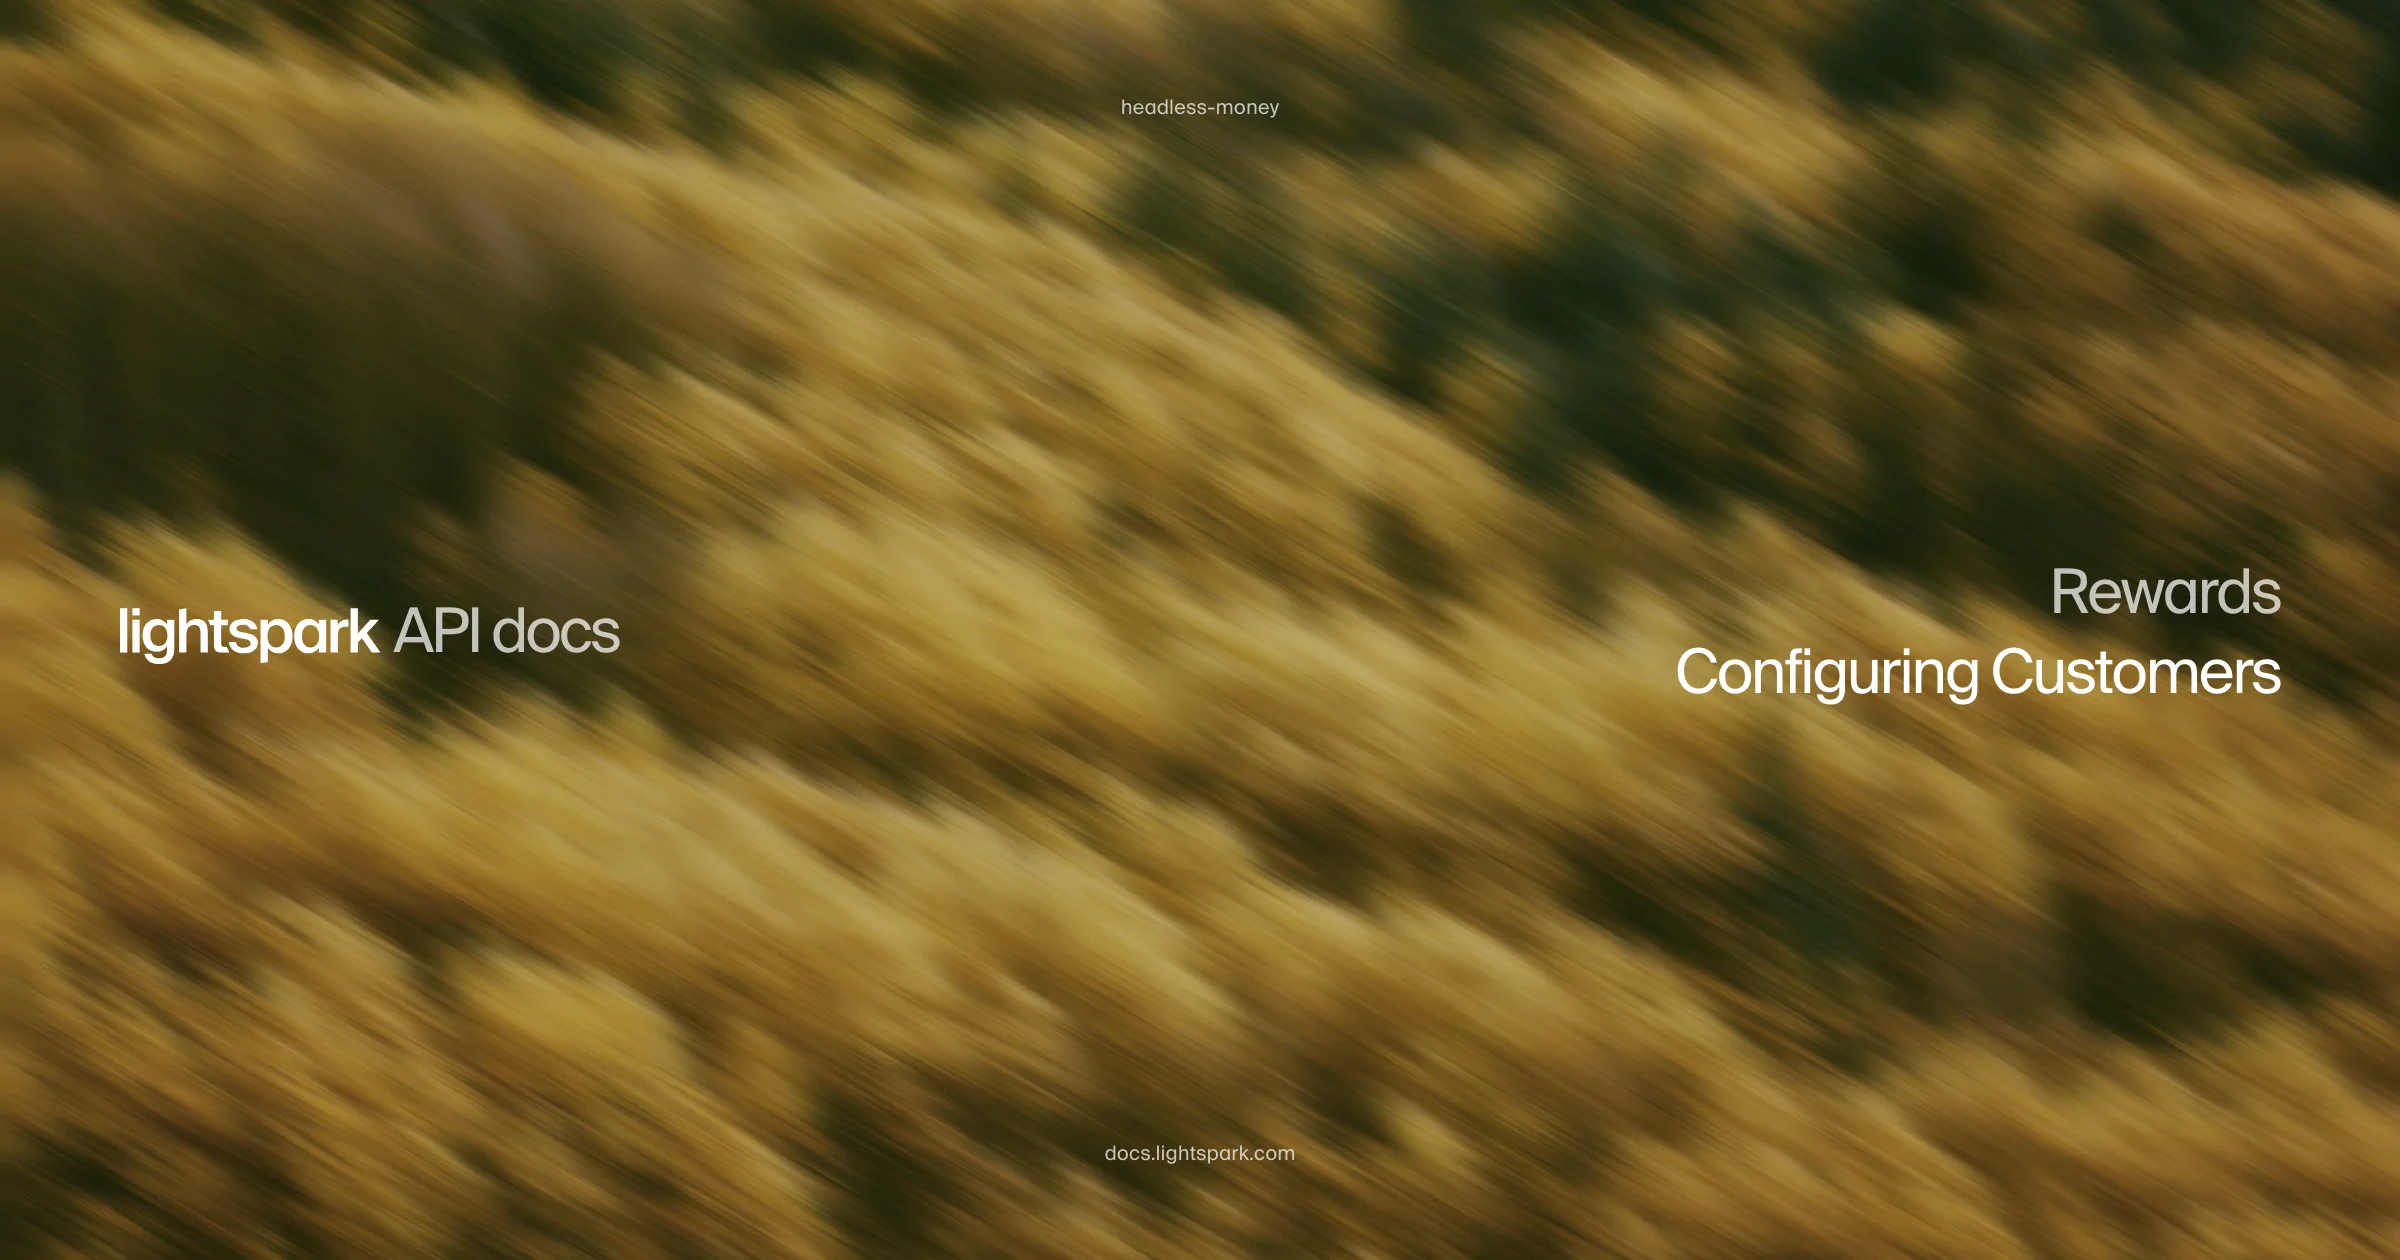 headless-money
lightspark API docs
Rewards
Configuring Customers
docs.lightspark.com